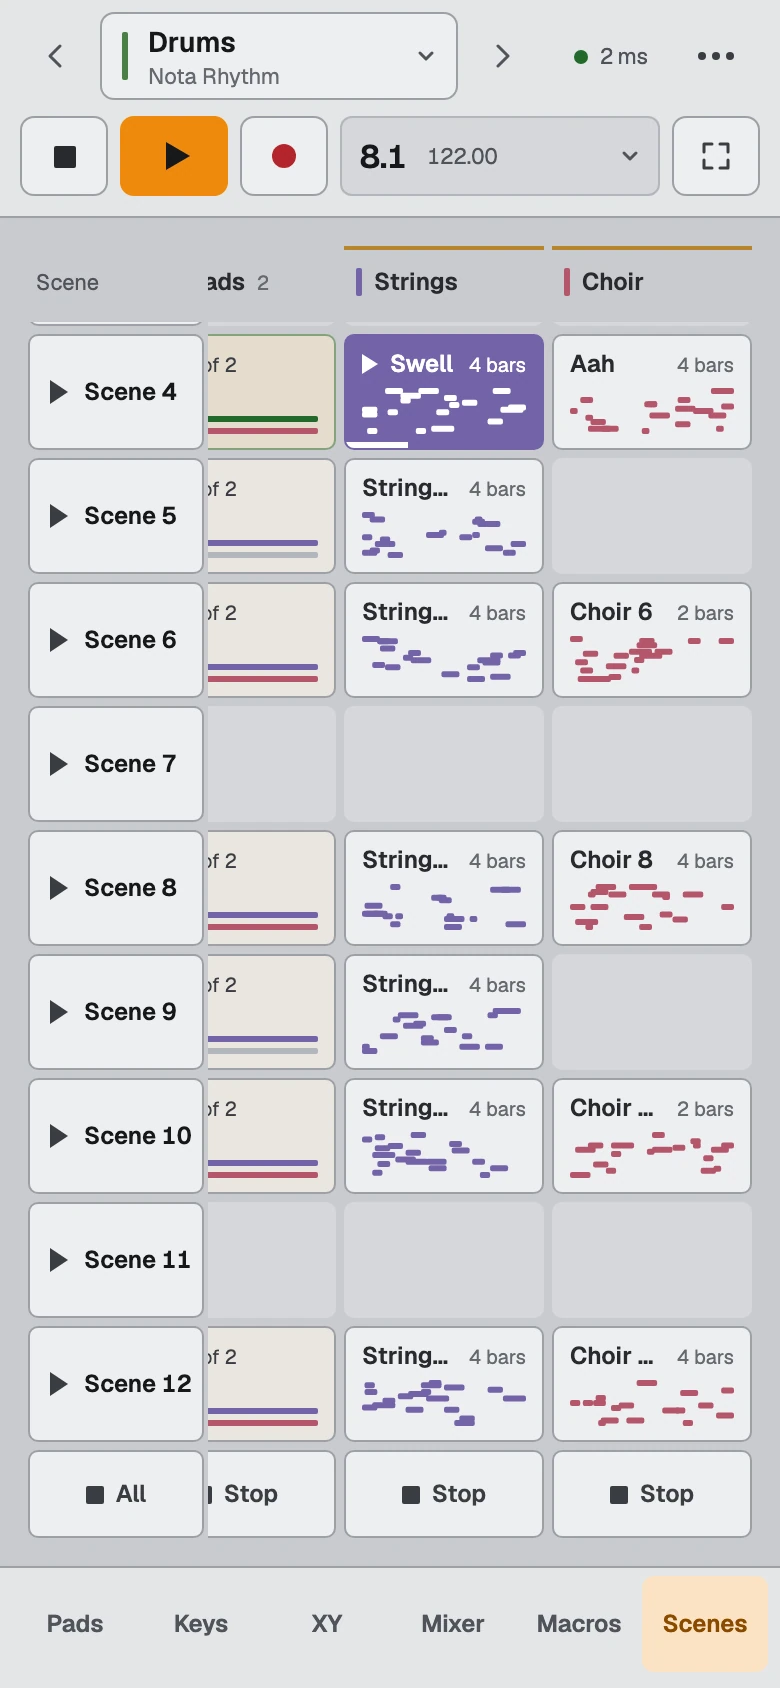 Drums
Nota Rhythm
2 ms
8.1 122.00
Scene ads 2 Strings Choir
Scene 4 of 2 Swell 4 bars Aah 4 bars
Scene 5 of 2 String... 4 bars
Scene 6 of 2 String... 4 bars Choir 6 2 bars
Scene 7
Scene 8 of 2 String... 4 bars Choir 8 4 bars
Scene 9 of 2 String... 4 bars
Scene 10 of 2 String... 4 bars Choir ... 2 bars
Scene 11
Scene 12 of 2 String... 4 bars Choir ... 4 bars
All Stop Stop Stop
Pads Keys XY Mixer Macros Scenes